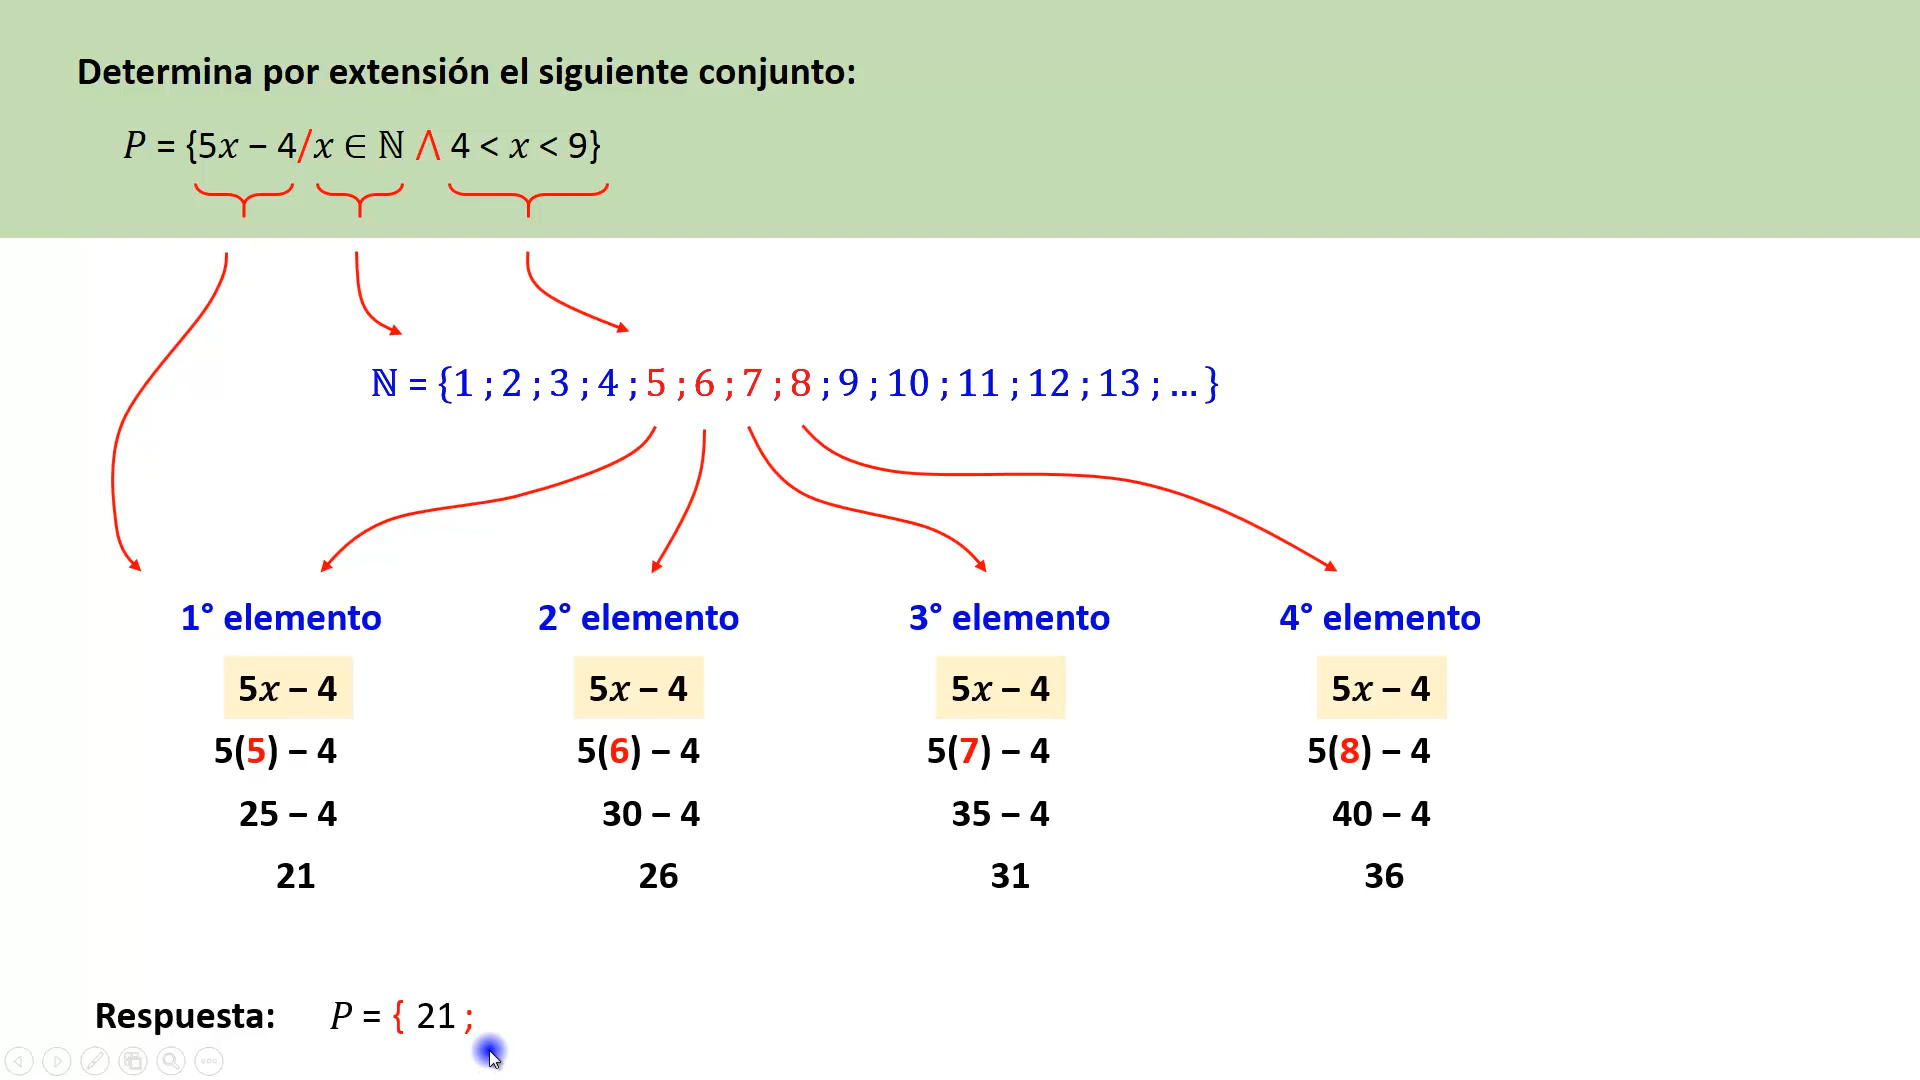 Determina por extensión el siguiente conjunto:
P = {5x − 4/x ∈ ℕ ⋀ 4 < x < 9}
ℕ = {1 ; 2 ; 3 ; 4 ; 5 ; 6 ; 7 ; 8 ; 9 ; 10 ; 11 ; 12 ; 13 ; ... }
1° elemento 2° elemento 3° elemento 4° elemento
5x − 4 5x − 4 5x − 4 5x − 4
5(5) − 4 5(6) − 4 5(7) − 4 5(8) − 4
25 − 4 30 − 4 35 − 4 40 − 4
21 26 31 36
Respuesta: P = { 21 ;